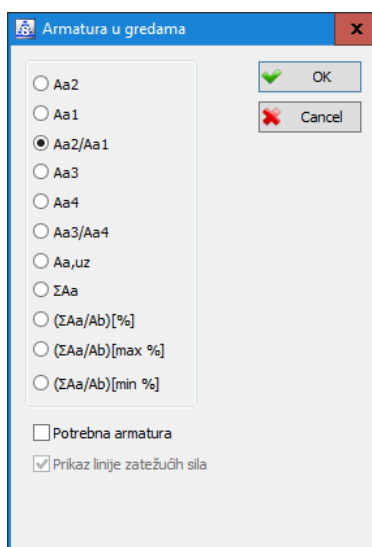 Armatura u gredama
OK
Cancel
Aa2
Aa1
Aa2/Aa1
Aa3
Aa4
Aa3/Aa4
Aa,uz
ΣAa
(ΣAa/Ab)[%]
(ΣAa/Ab)[max %]
(ΣAa/Ab)[min %]
Potrebna armatura
Prikaz linije zatežućih sila